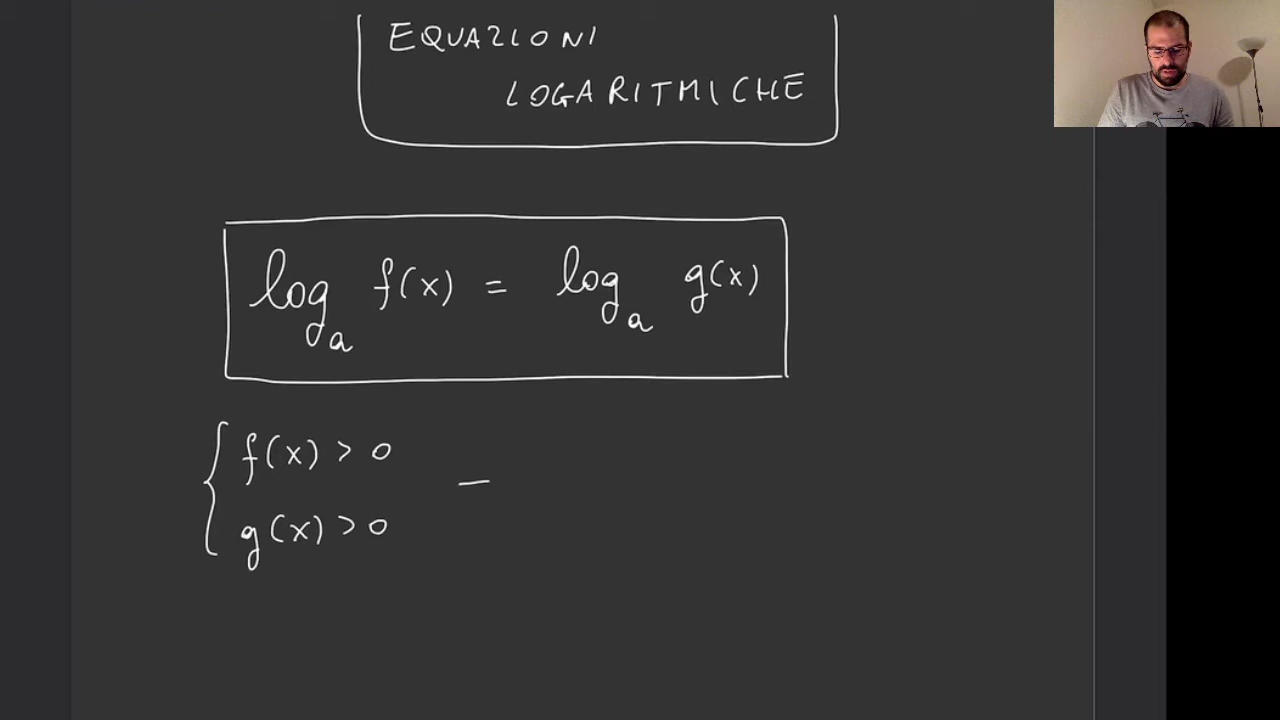 EQUAZIONI
LOGARITMICHE
log_a f(x) = log_a g(x)
{ f(x) > 0 —
g(x) > 0